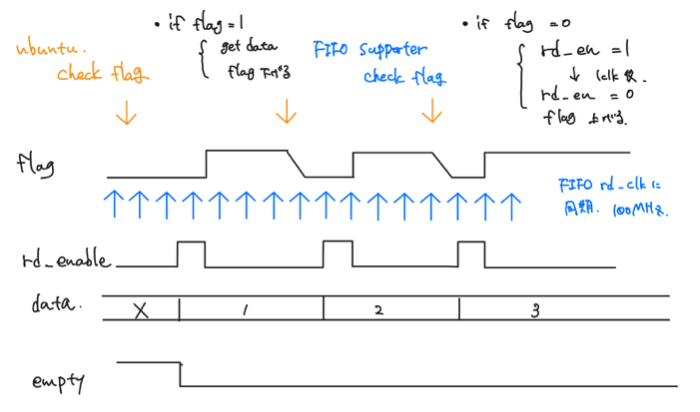 ubuntu.
check flag
• if flag = 1
get data
flag 下げる
FIFO supporter
check flag
• if flag = 0
rd_en = 1
↓ 1clk 後.
rd_en = 0
flag 上げる.
flag
FIFO rd_clk に
同期. 100MHz.
rd_enable
data.
X 1 2 3
empty